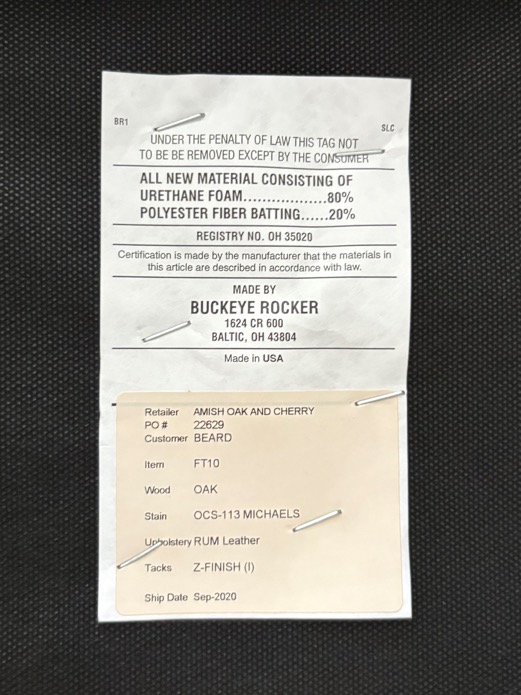 BR1
SLC
UNDER THE PENALTY OF LAW THIS TAG NOT
TO BE BE REMOVED EXCEPT BY THE CONSUMER
ALL NEW MATERIAL CONSISTING OF
URETHANE FOAM.................80%
POLYESTER FIBER BATTING......20%
REGISTRY NO. OH 35020
Certification is made by the manufacturer that the materials in
this article are described in accordance with law.
MADE BY
BUCKEYE ROCKER
1624 CR 600
BALTIC, OH 43804
Made in USA
Retailer AMISH OAK AND CHERRY
PO # 22629
Customer BEARD
Item FT10
Wood OAK
Stain OCS-113 MICHAELS
Upholstery RUM Leather
Tacks Z-FINISH (I)
Ship Date Sep-2020